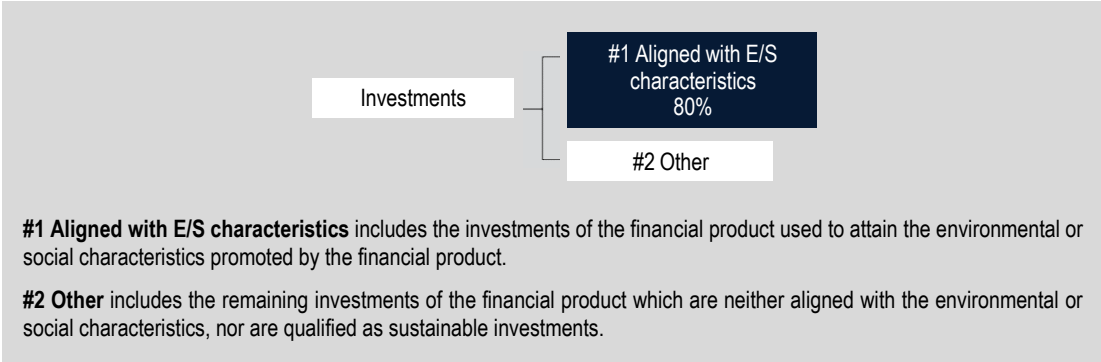 #1 Aligned with E/S
characteristics
80%
Investments
#2 Other
#1 Aligned with E/S characteristics includes the investments of the financial product used to attain the environmental or
social characteristics promoted by the financial product.
#2 Other includes the remaining investments of the financial product which are neither aligned with the environmental or
social characteristics, nor are qualified as sustainable investments.